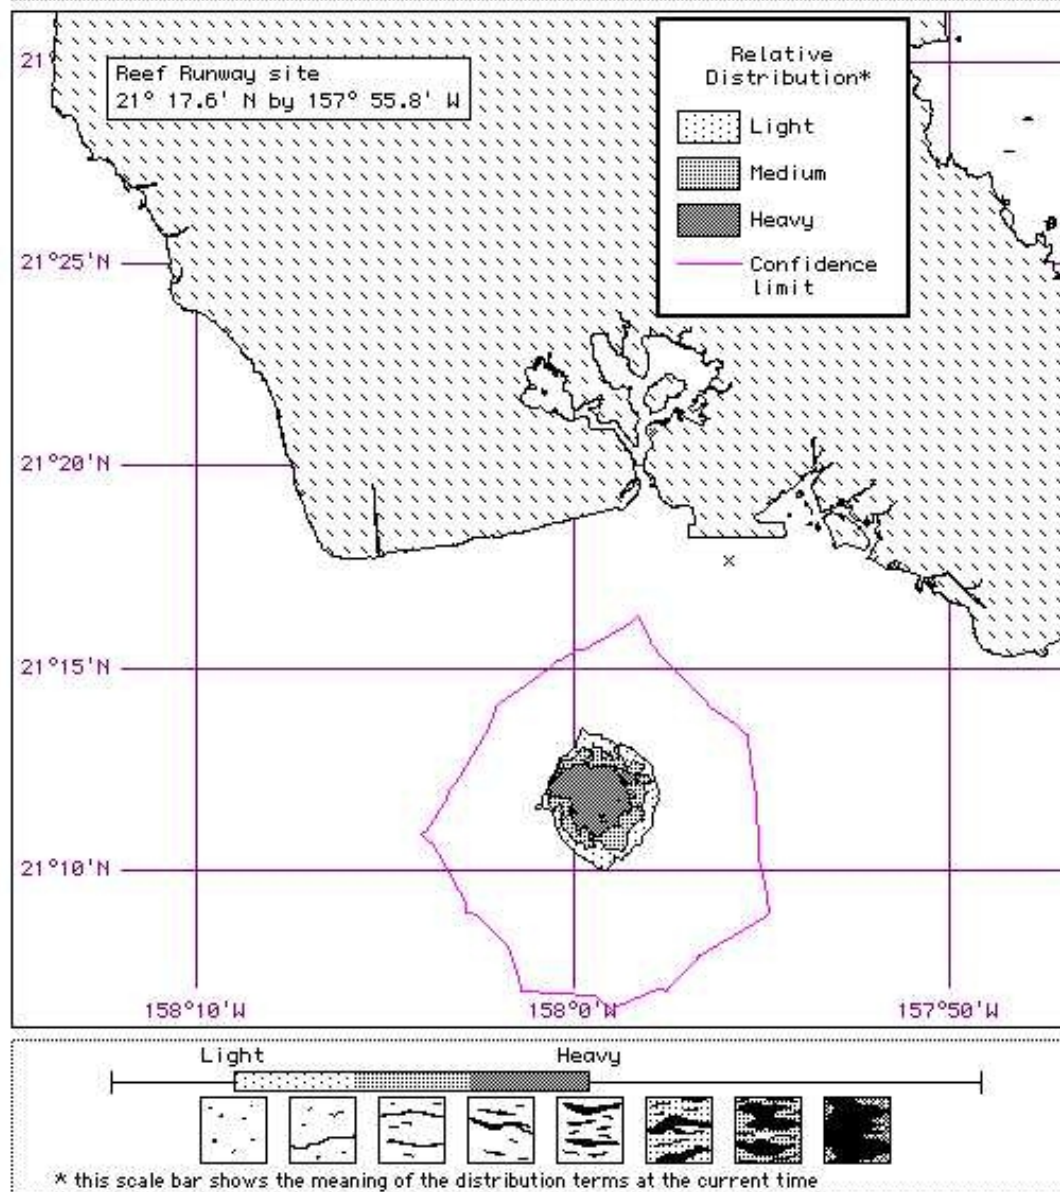 Reef Runway site
21° 17.6' N by 157° 55.8' W
Relative
Distribution*
Light
Medium
Heavy
Confidence
limit
21°
21°25'N
21°20'N
21°15'N
21°10'N
158°10'W
158°0'W
157°50'W
Light
Heavy
* this scale bar shows the meaning of the distribution terms at the current time